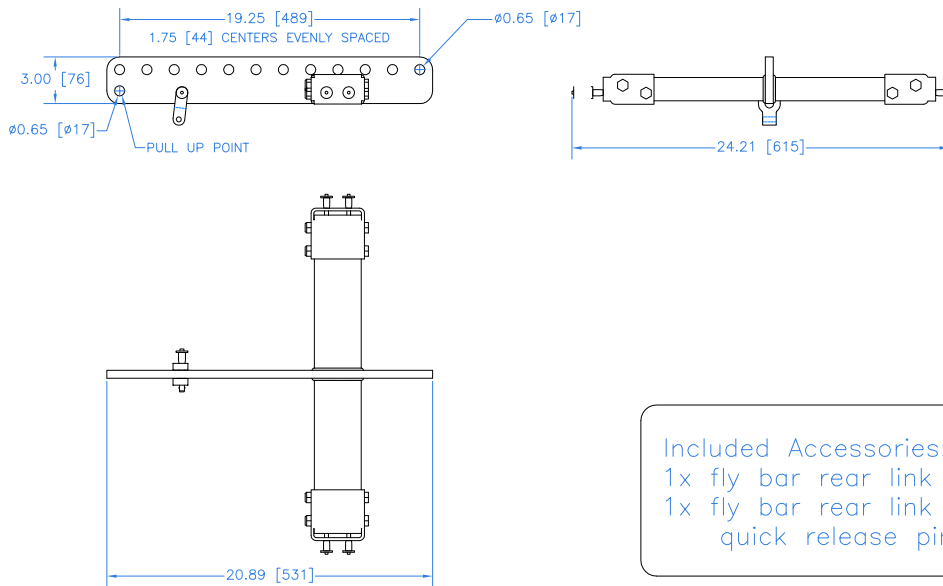 19.25 [489]
ø0.65 [ø17]
1.75 [44] CENTERS EVENLY SPACED
3.00 [76]
ø0.65 [ø17]
PULL UP POINT
24.21 [615]
20.89 [531]
Included Accessories:
1x fly bar rear link
1x fly bar rear link
quick release pin